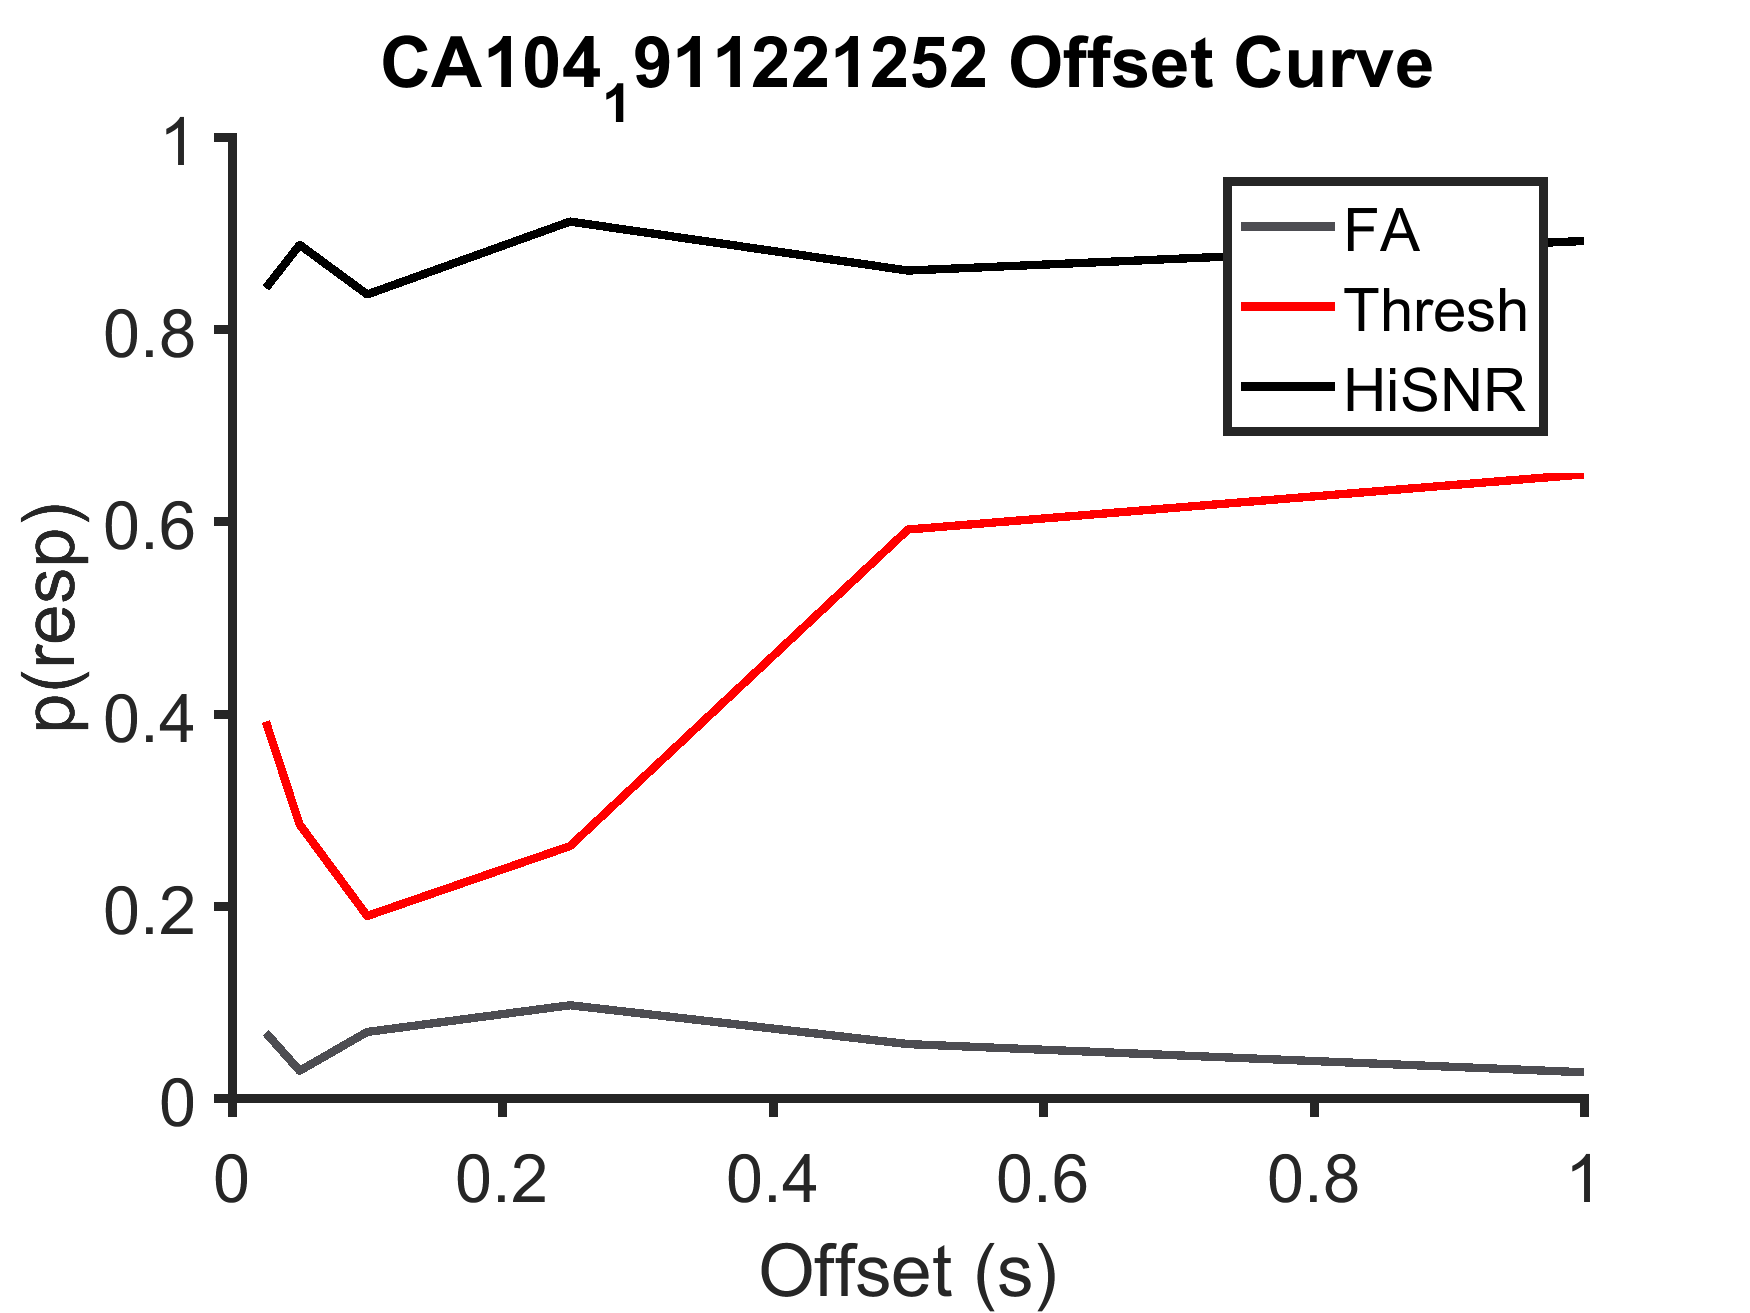 CA104₁911221252 Offset Curve
1
0.8
0.6
0.4
0.2
0
p(resp)
FA
Thresh
HiSNR
0 0.2 0.4 0.6 0.8 1
Offset (s)